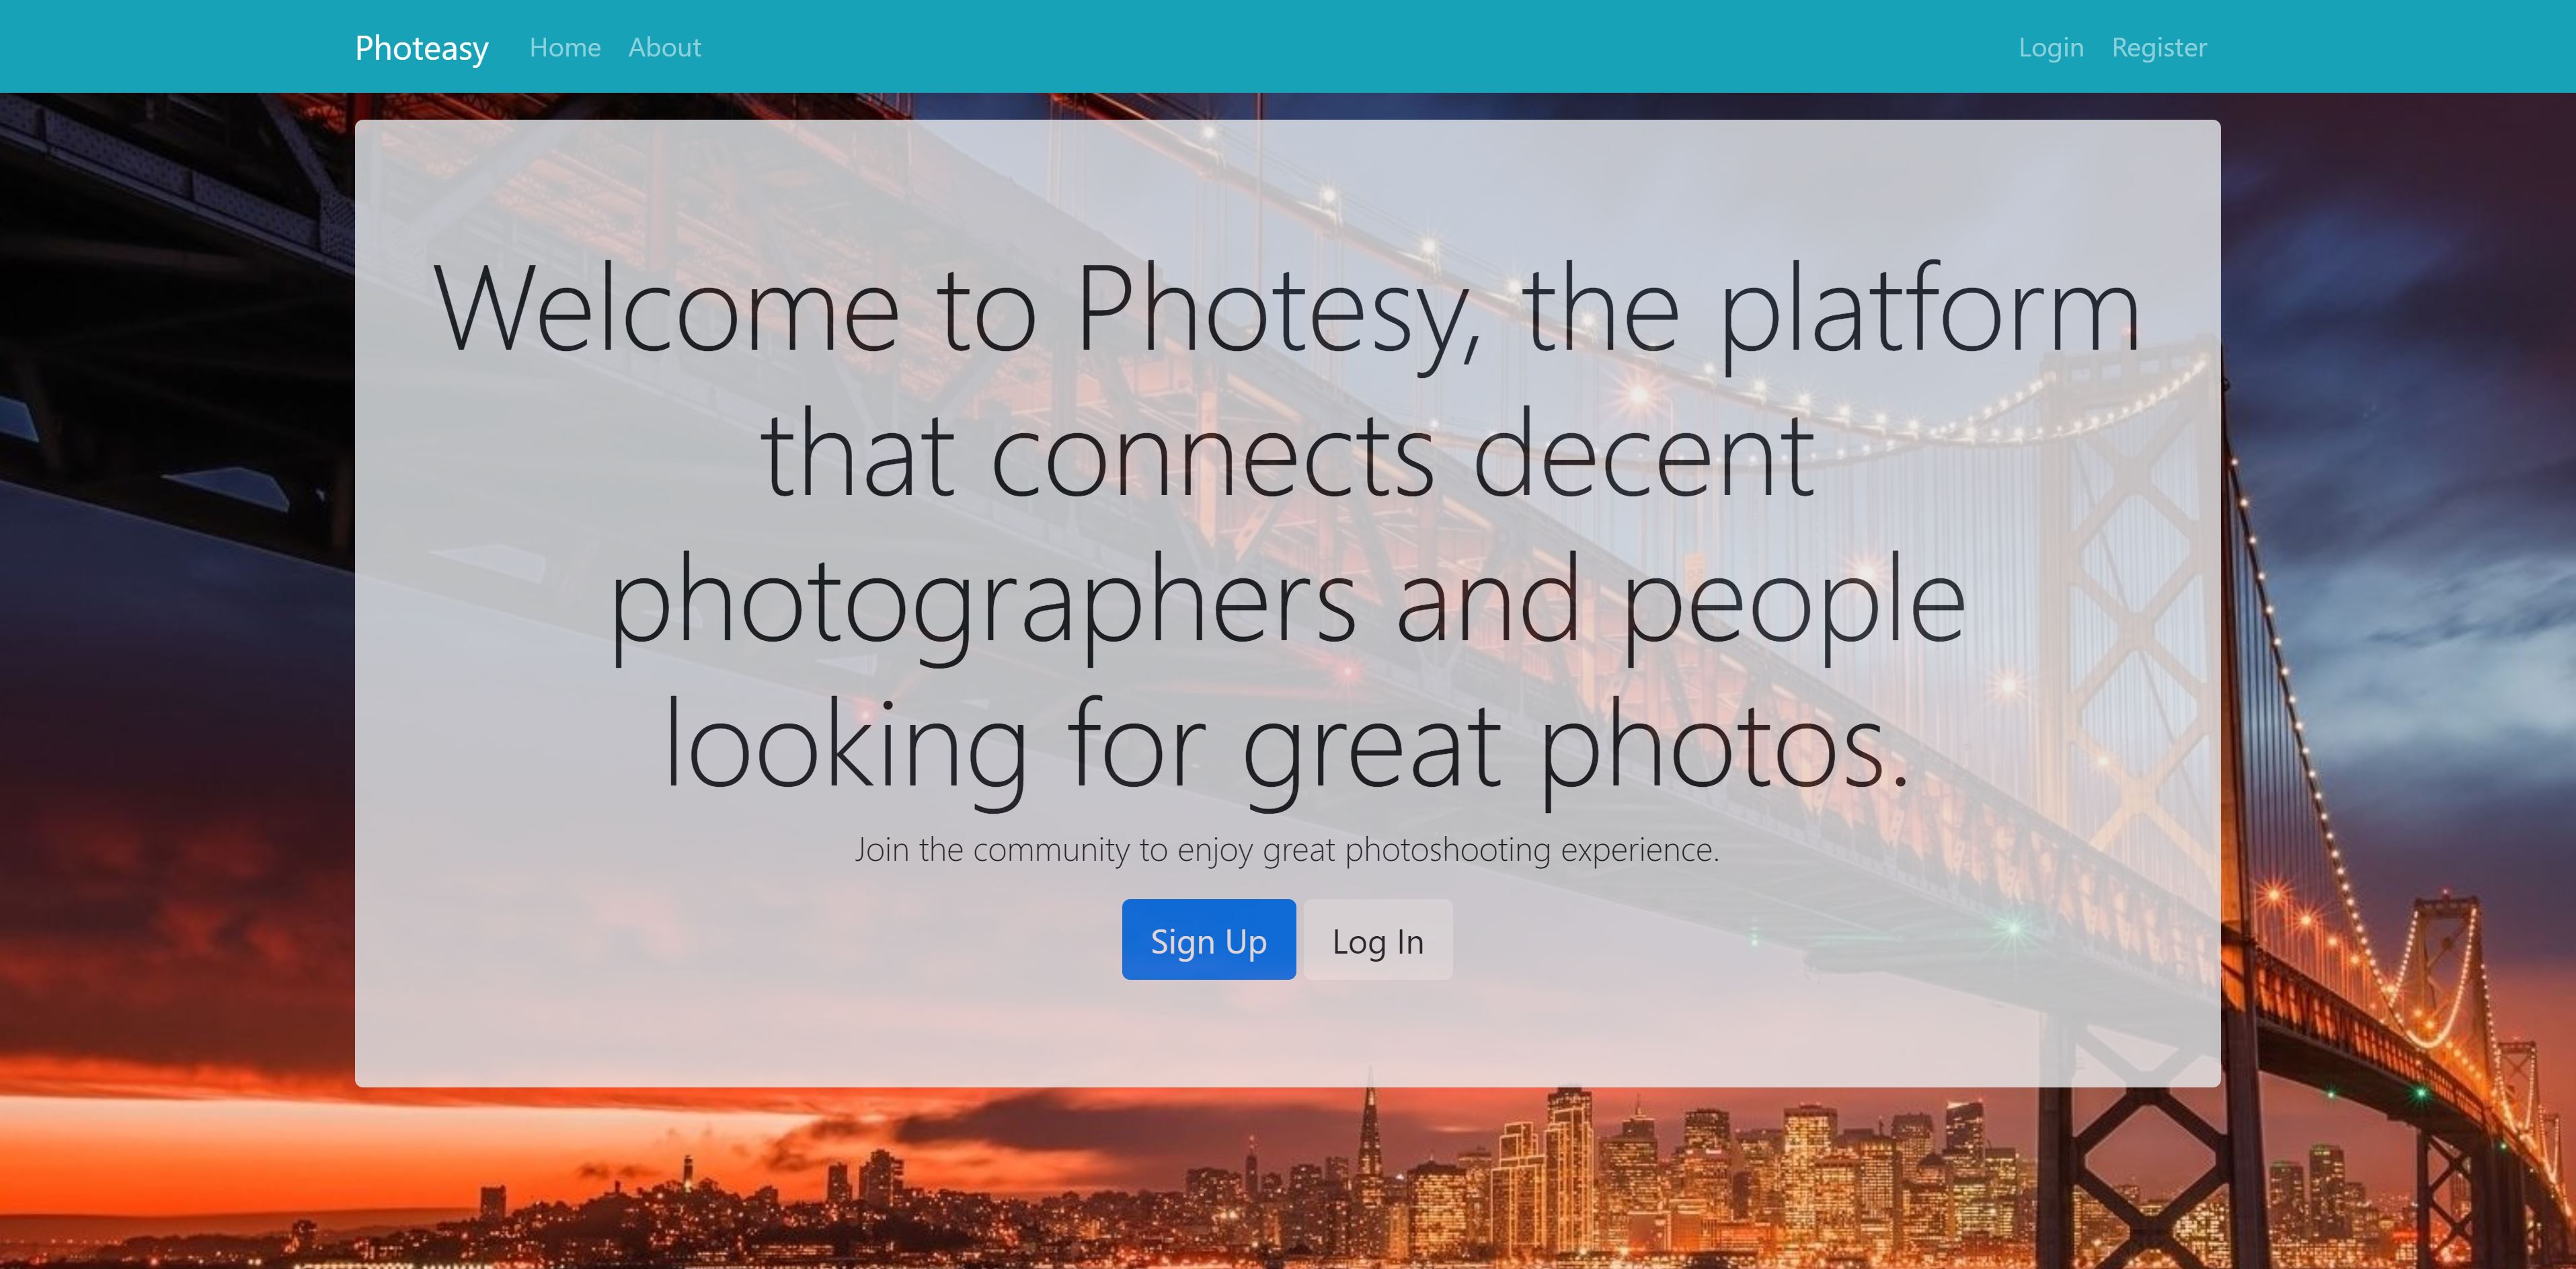 Photeasy Home About Login Register
Welcome to Photesy, the platform
that connects decent
photographers and people
looking for great photos.
Join the community to enjoy great photoshooting experience.
Sign Up Log In